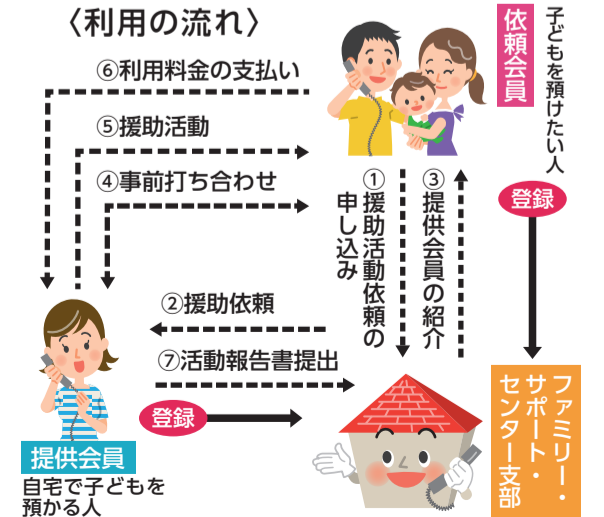 〈利用の流れ〉
⑥利用料金の支払い
⑤援助活動
④事前打ち合わせ
依頼会員
子どもを預けたい人
登録
①援助活動依頼の
申し込み
③提供会員の紹介
②援助依頼
⑦活動報告書提出
登録
提供会員
自宅で子どもを
預かる人
ファミリー・
サポート・
センター支部